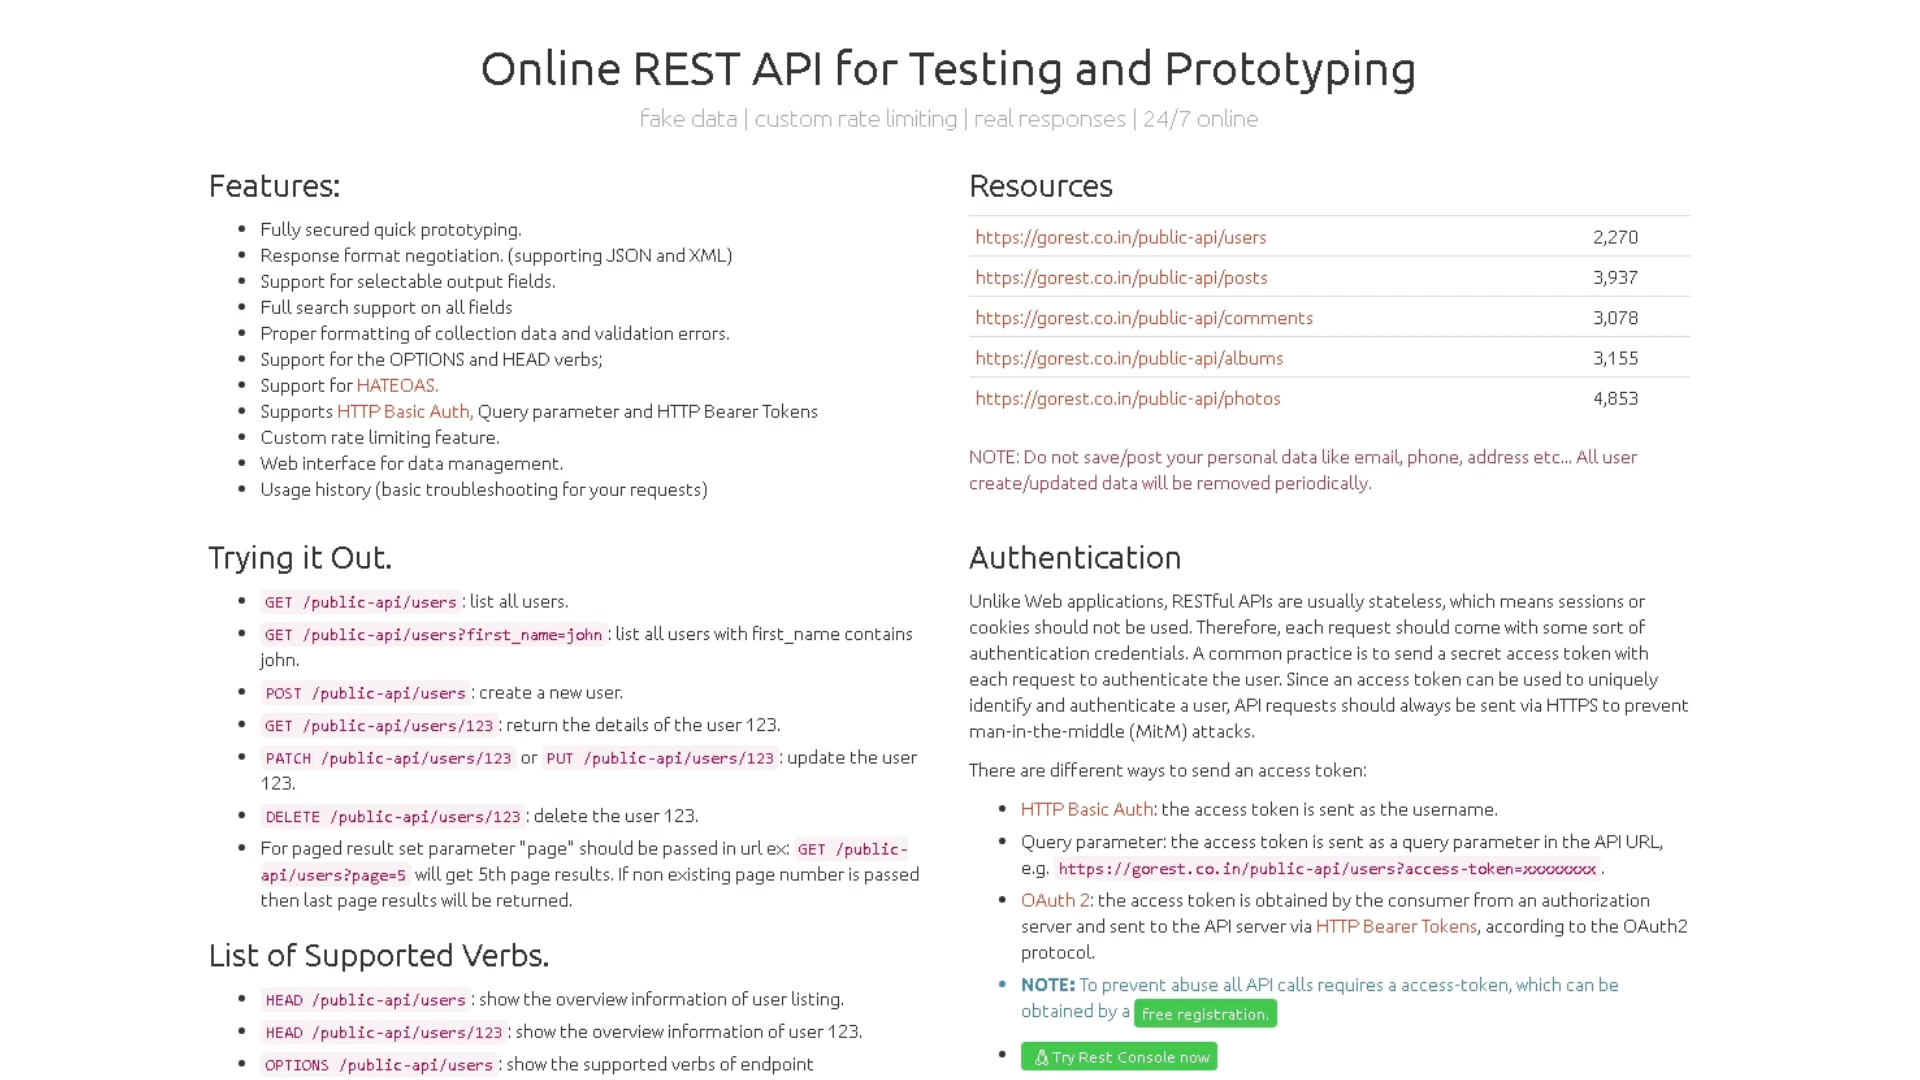 Online REST API for Testing and Prototyping
fake data | custom rate limiting | real responses | 24/7 online
Features:
Fully secured quick prototyping.
Response format negotiation. (supporting JSON and XML)
Support for selectable output fields.
Full search support on all fields
Proper formatting of collection data and validation errors.
Support for the OPTIONS and HEAD verbs;
Support for HATEOAS.
Supports HTTP Basic Auth, Query parameter and HTTP Bearer Tokens
Custom rate limiting feature.
Web interface for data management.
Usage history (basic troubleshooting for your requests)
Resources
https://gorest.co.in/public-api/users 2,270
https://gorest.co.in/public-api/posts 3,937
https://gorest.co.in/public-api/comments 3,078
https://gorest.co.in/public-api/albums 3,155
https://gorest.co.in/public-api/photos 4,853
NOTE: Do not save/post your personal data like email, phone, address etc... All user
create/updated data will be removed periodically.
Trying it Out.
GET /public-api/users : list all users.
GET /public-api/users?first_name=john : list all users with first_name contains
john.
POST /public-api/users : create a new user.
GET /public-api/users/123 : return the details of the user 123.
PATCH /public-api/users/123 or PUT /public-api/users/123 : update the user
123.
DELETE /public-api/users/123 : delete the user 123.
For paged result set parameter "page" should be passed in url ex: GET /public-
api/users?page=5 will get 5th page results. If non existing page number is passed
then last page results will be returned.
List of Supported Verbs.
HEAD /public-api/users : show the overview information of user listing.
HEAD /public-api/users/123 : show the overview information of user 123.
OPTIONS /public-api/users : show the supported verbs of endpoint
Authentication
Unlike Web applications, RESTful APIs are usually stateless, which means sessions or
cookies should not be used. Therefore, each request should come with some sort of
authentication credentials. A common practice is to send a secret access token with
each request to authenticate the user. Since an access token can be used to uniquely
identify and authenticate a user, API requests should always be sent via HTTPS to prevent
man-in-the-middle (MitM) attacks.
There are different ways to send an access token:
HTTP Basic Auth: the access token is sent as the username.
Query parameter: the access token is sent as a query parameter in the API URL,
e.g. https://gorest.co.in/public-api/users?access-token=xxxxxxxx .
OAuth 2: the access token is obtained by the consumer from an authorization
server and sent to the API server via HTTP Bearer Tokens, according to the OAuth2
protocol.
NOTE: To prevent abuse all API calls requires a access-token, which can be
obtained by a free registration.
Try Rest Console now